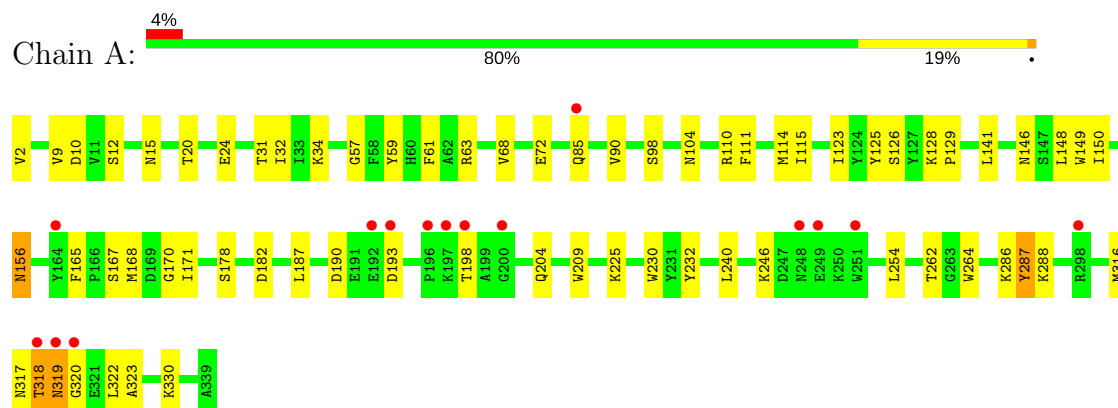 4%
Chain A:
80% 19% •
V2 V9 D10 V11 S12 N15 T20 E24 T31 I32 I33 K34 G57 F58 Y59 H60 F61 A62 R63 V68 E72 Q85 V90 S98 N104 R110 F111 M114 I115 I123 Y124 Y125 S126 Y127 K128 P129 L141 N146 S147 L148 W149 I150
N156 Y164 F165 P166 S167 M168 D169 G170 I171 S178 D182 L187 D190 E191 E192 D193 P196 K197 T198 A199 G200 Q204 W209 K225 W230 Y231 Y232 L240 K246 D247 N248 E249 K250 W251 L254 T262 G263 W264 K286 Y287 K288 R298 M316
N317 T318 N319 G320 E321 L322 A323 K330 A339